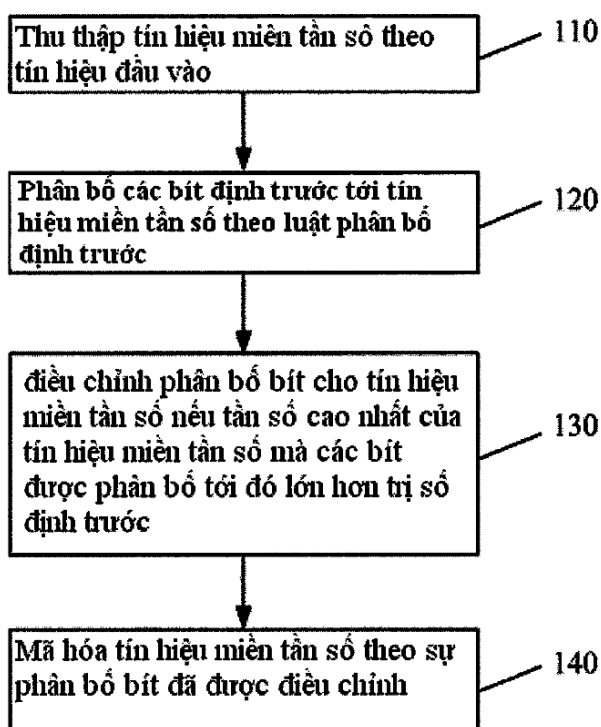 Thu thập tín hiệu miền tần số theo
tín hiệu đầu vào
110
Phân bố các bít định trước tới tín
hiệu miền tần số theo luật phân bố
định trước
120
điều chỉnh phân bố bít cho tín hiệu
miền tần số nếu tần số cao nhất của
tín hiệu miền tần số mà các bít
được phân bố tới đó lớn hơn trị số
định trước
130
Mã hóa tín hiệu miền tần số theo sự
phân bố bít đã được điều chỉnh
140